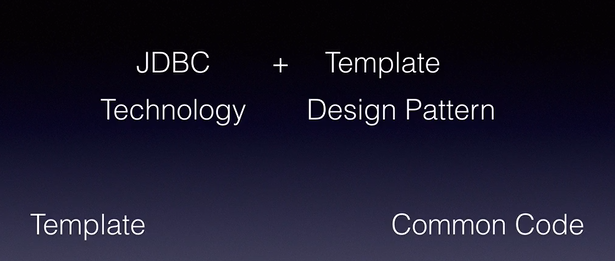 JDBC + Template
Technology Design Pattern
Template Common Code